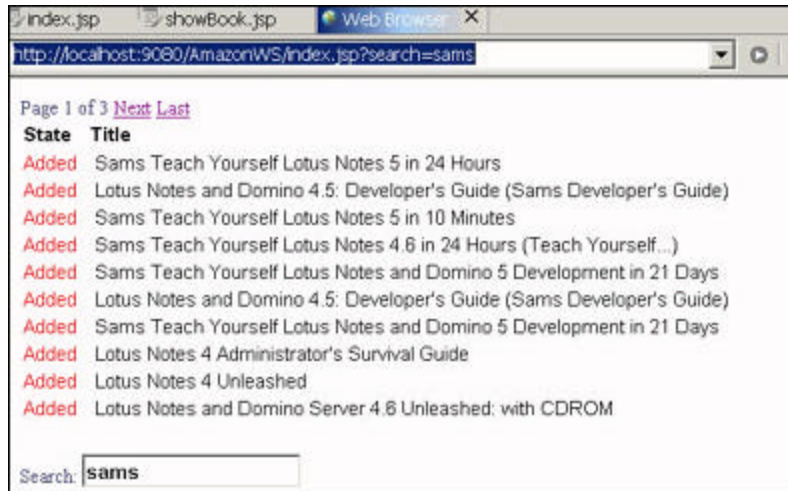 index.jsp showBook.jsp Web Browser
http://localhost:9080/AmazonWS/index.jsp?search=sams
Page 1 of 3 Next Last
State Title
Added Sams Teach Yourself Lotus Notes 5 in 24 Hours
Added Lotus Notes and Domino 4.5: Developer's Guide (Sams Developer's Guide)
Added Sams Teach Yourself Lotus Notes 5 in 10 Minutes
Added Sams Teach Yourself Lotus Notes 4.6 in 24 Hours (Teach Yourself...)
Added Sams Teach Yourself Lotus Notes and Domino 5 Development in 21 Days
Added Lotus Notes and Domino 4.5: Developer's Guide (Sams Developer's Guide)
Added Sams Teach Yourself Lotus Notes and Domino 5 Development in 21 Days
Added Lotus Notes 4 Administrator's Survival Guide
Added Lotus Notes 4 Unleashed
Added Lotus Notes and Domino Server 4.6 Unleashed: with CDROM
Search: sams